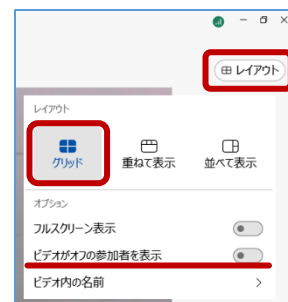 レイアウト
レイアウト
グリッド 重ねて表示 並べて表示
オプション
フルスクリーン表示
ビデオがオフの参加者を表示
ビデオ内の名前